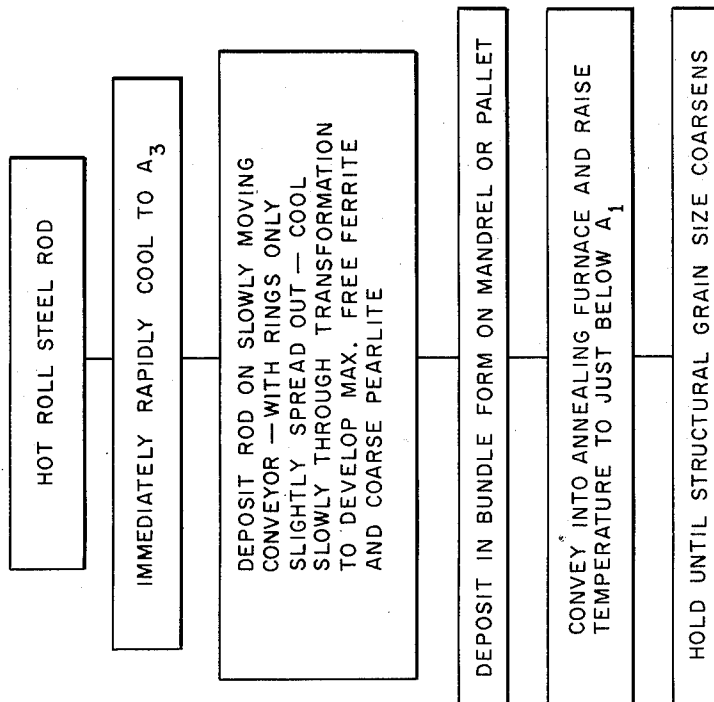 HOT ROLL STEEL ROD
IMMEDIATELY RAPIDLY COOL TO A3
DEPOSIT ROD ON SLOWLY MOVING
CONVEYOR — WITH RINGS ONLY
SLIGHTLY SPREAD OUT — COOL
SLOWLY THROUGH TRANSFORMATION
TO DEVELOP MAX. FREE FERRITE
AND COARSE PEARLITE
DEPOSIT IN BUNDLE FORM ON MANDREL OR PALLET
CONVEY INTO ANNEALING FURNACE AND RAISE
TEMPERATURE TO JUST BELOW A1
HOLD UNTIL STRUCTURAL GRAIN SIZE COARSENS